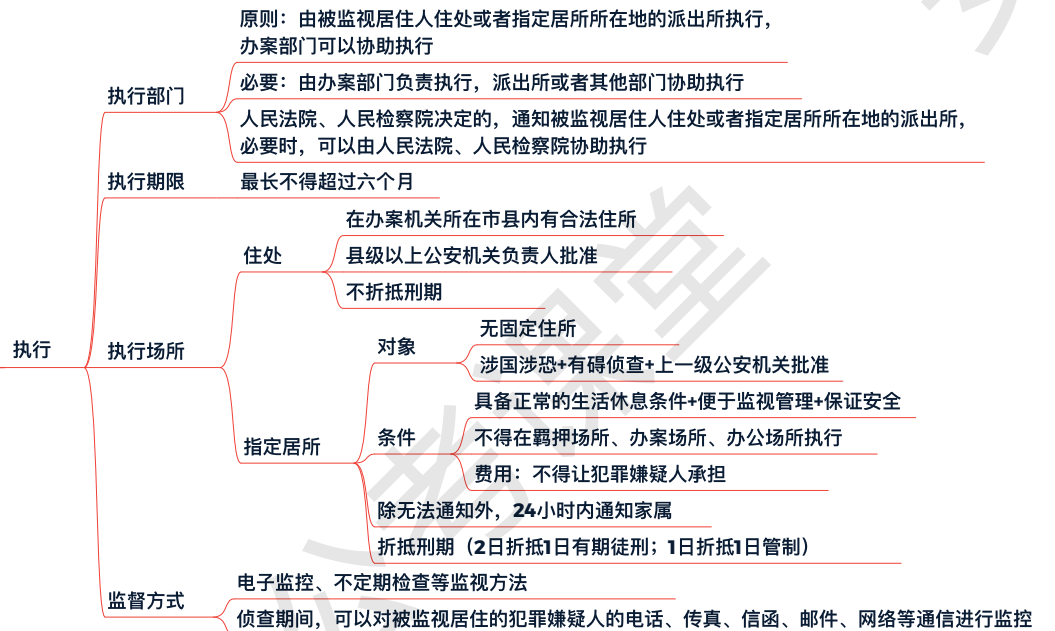 原则：由被监视居住人住处或者指定居所所在地的派出所执行，
办案部门可以协助执行
必要：由办案部门负责执行，派出所或者其他部门协助执行
执行部门
人民法院、人民检察院决定的，通知被监视居住人住处或者指定居所所在地的派出所，
必要时，可以由人民法院、人民检察院协助执行
执行期限
最长不得超过六个月
在办案机关所在市县内有合法住所
住处
县级以上公安机关负责人批准
不折抵刑期
执行
执行场所
无固定住所
对象
涉国涉恐+有碍侦查+上一级公安机关批准
具备正常的生活休息条件+便于监视管理+保证安全
条件
不得在羁押场所、办案场所、办公场所执行
指定居所
费用：不得让犯罪嫌疑人承担
除无法通知外，24小时内通知家属
折抵刑期（2日折抵1日有期徒刑；1日折抵1日管制）
电子监控、不定期检查等监视方法
监督方式
侦查期间，可以对被监视居住的犯罪嫌疑人的电话、传真、信函、邮件、网络等通信进行监控
公考课堂